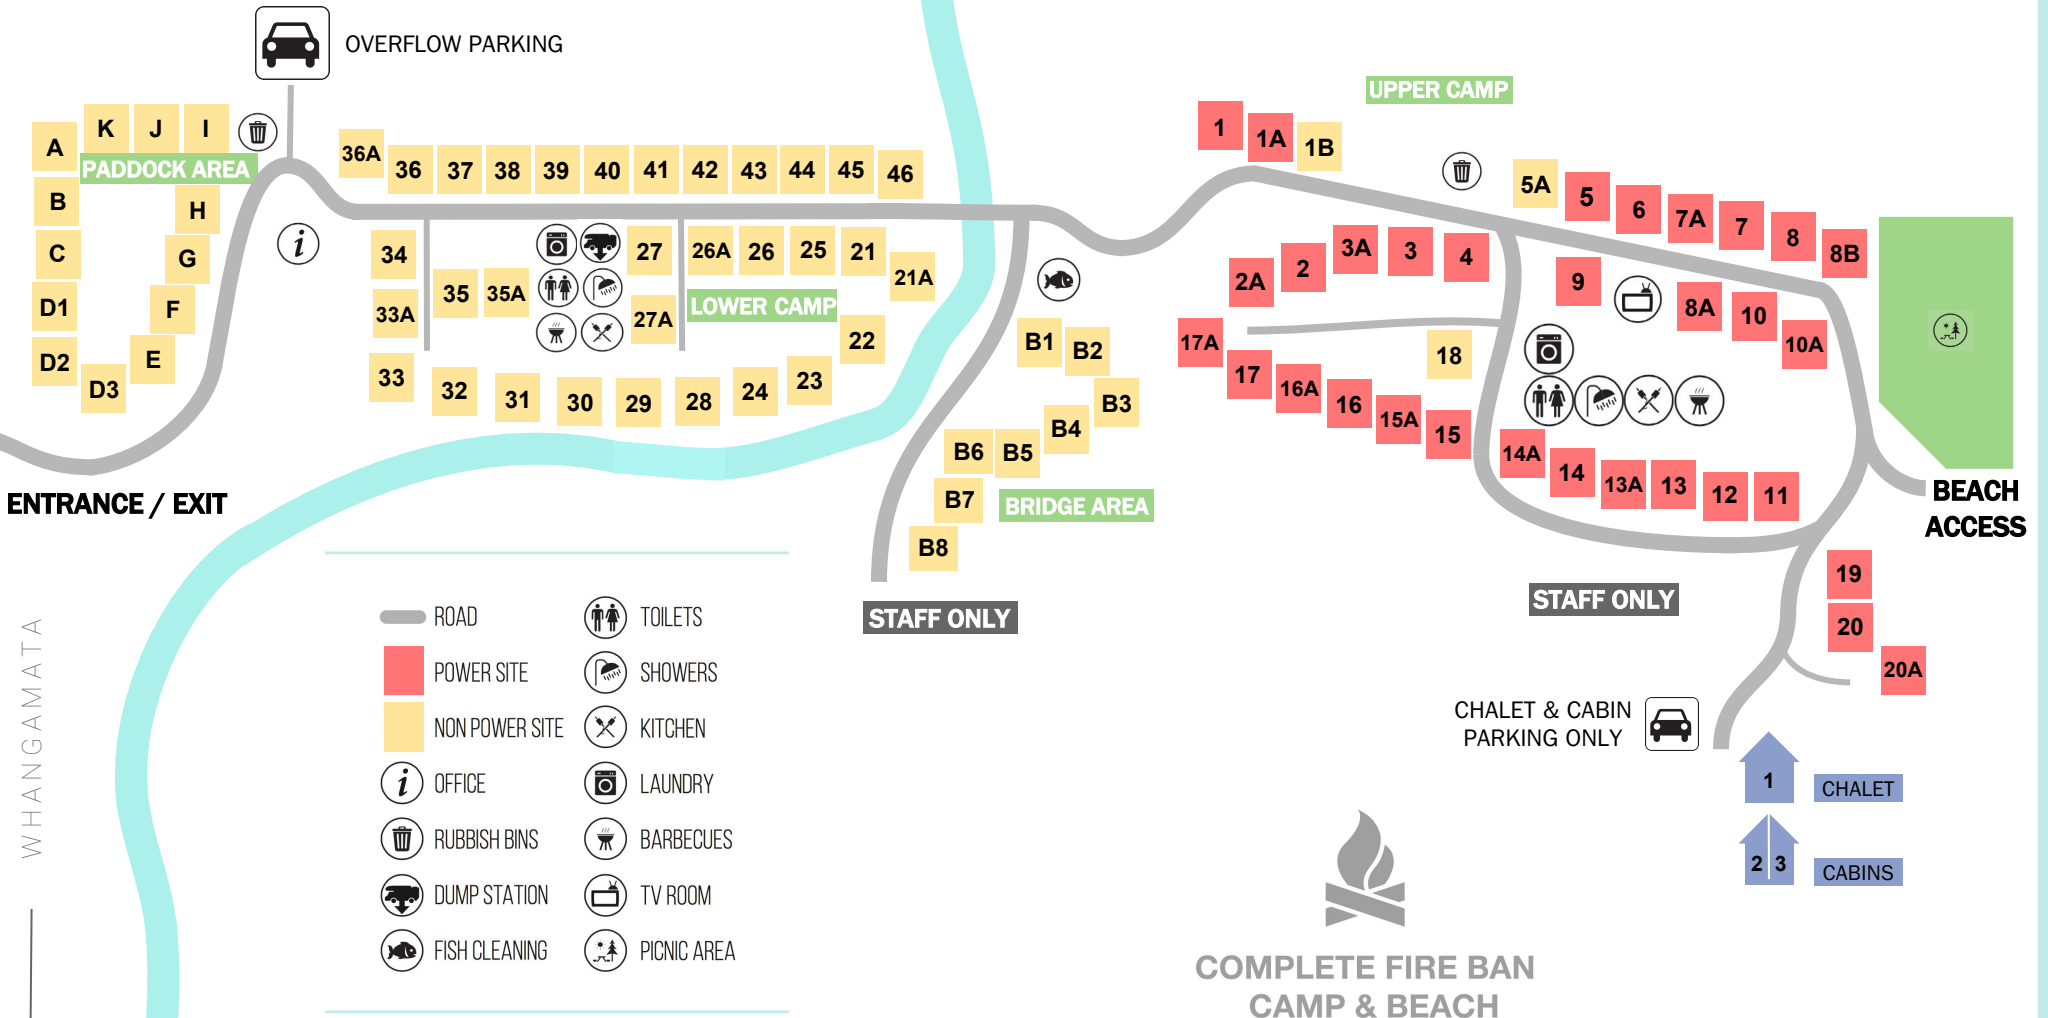 OVERFLOW PARKING
UPPER CAMP
A
K
J
I
PADDOCK AREA
B
H
C
G
D1
F
D2
E
D3
36A
36
37
38
39
40
41
42
43
44
45
46
34
35
35A
33A
33
27
27A
26A
26
25
21
21A
LOWER CAMP
22
32
31
30
29
28
24
23
ENTRANCE / EXIT
B1
B2
B3
B4
B5
B6
B7
B8
BRIDGE AREA
STAFF ONLY
1
1A
1B
5A
5
6
7A
7
8
8B
2A
2
3A
3
4
9
8A
10
10A
17A
17
16A
16
15A
15
18
14A
14
13A
13
12
11
BEACH
ACCESS
STAFF ONLY
19
20
20A
CHALET & CABIN
PARKING ONLY
1
CHALET
2
3
CABINS
ROAD
POWER SITE
NON POWER SITE
OFFICE
RUBBISH BINS
DUMP STATION
FISH CLEANING
TOILETS
SHOWERS
KITCHEN
LAUNDRY
BARBECUES
TV ROOM
PICNIC AREA
WHANGAMATA
COMPLETE FIRE BAN
CAMP & BEACH